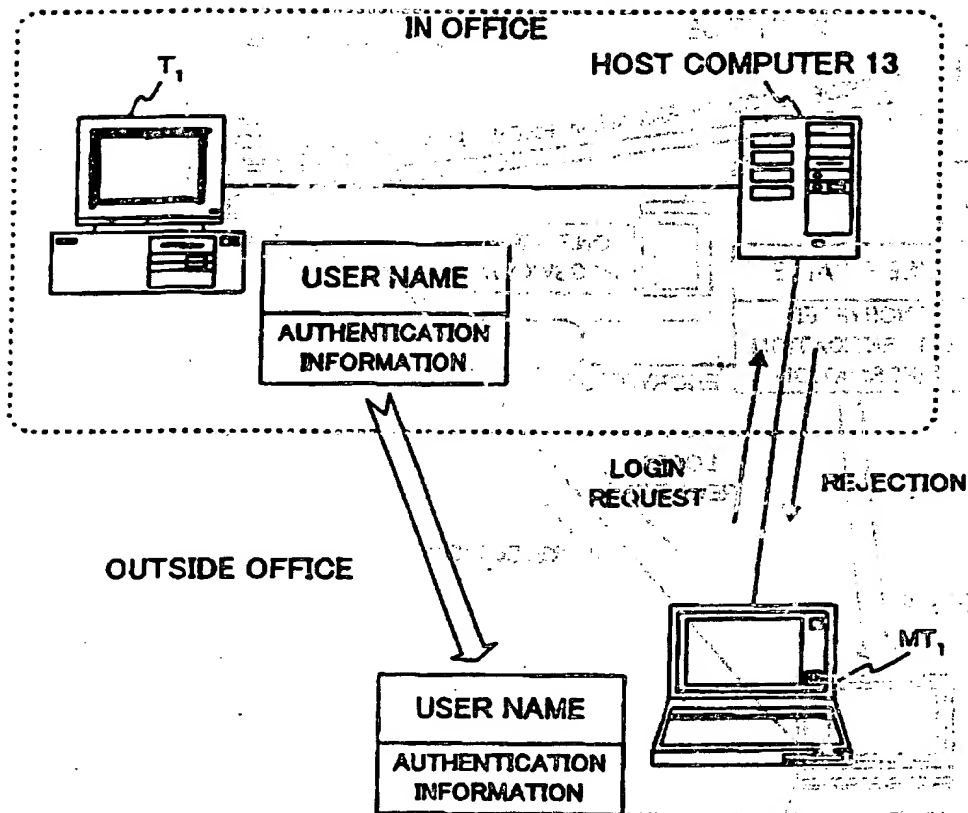 IN OFFICE
T1
HOST COMPUTER 13
USER NAME
AUTHENTICATION
INFORMATION
LOGIN
REQUEST
REJECTION
OUTSIDE OFFICE
MT1
USER NAME
AUTHENTICATION
INFORMATION